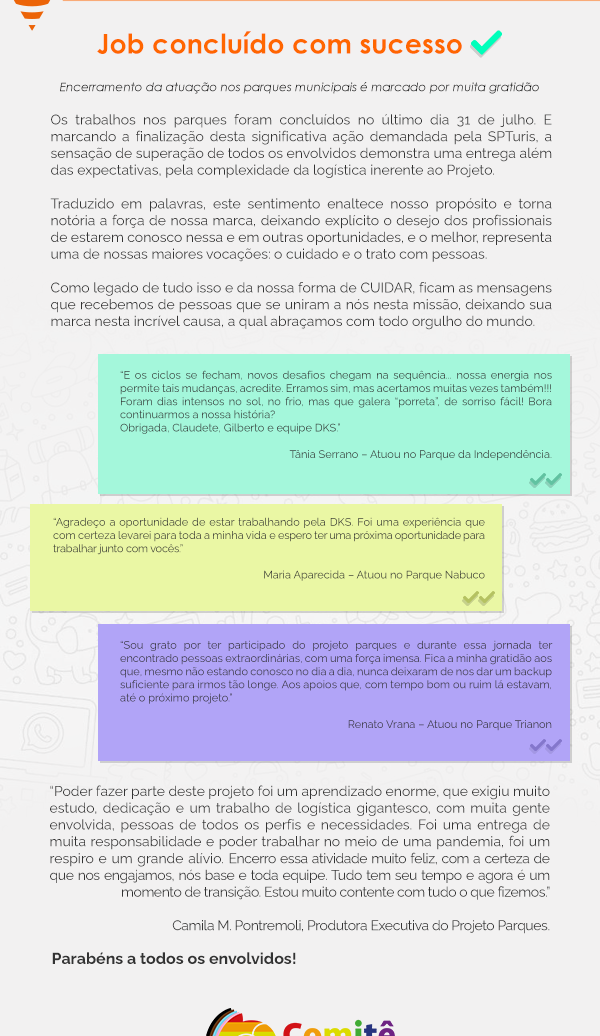 Job concluído com sucesso
Encerramento da atuação nos parques municipais é marcado por muita gratidão
Os trabalhos nos parques foram concluídos no último dia 31 de julho. E
marcando a finalização desta significativa ação demandada pela SPTuris, a
sensação de superação de todos os envolvidos demonstra uma entrega além
das expectativas, pela complexidade da logística inerente ao Projeto.
Traduzido em palavras, este sentimento enaltece nosso propósito e torna
notória a força de nossa marca, deixando explícito o desejo dos profissionais
de estarem conosco nessa e em outras oportunidades, e o melhor, representa
uma de nossas maiores vocações: o cuidado e o trato com pessoas.
Como legado de tudo isso e da nossa forma de CUIDAR, ficam as mensagens
que recebemos de pessoas que se uniram a nós nesta missão, deixando sua
marca nesta incrível causa, a qual abraçamos com todo orgulho do mundo.
“E os ciclos se fecham, novos desafios chegam na sequência... nossa energia nos
permite tais mudanças, acredite. Erramos sim, mas acertamos muitas vezes também!!!
Foram dias intensos no sol, no frio, mas que galera “porreta”, de sorriso fácil! Bora
continuarmos a nossa história?
Obrigada, Claudete, Gilberto e equipe DKS.”
Tânia Serrano – Atuou no Parque da Independência.
“Agradeço a oportunidade de estar trabalhando pela DKS. Foi uma experiência que
com certeza levarei para toda a minha vida e espero ter uma próxima oportunidade para
trabalhar junto com vocês.”
Maria Aparecida – Atuou no Parque Nabuco
“Sou grato por ter participado do projeto parques e durante essa jornada ter
encontrado pessoas extraordinárias, com uma força imensa. Fica a minha gratidão aos
que, mesmo não estando conosco no dia a dia, nunca deixaram de nos dar um backup
suficiente para irmos tão longe. Aos apoios que, com tempo bom ou ruim lá estavam,
até o próximo projeto.”
Renato Vrana – Atuou no Parque Trianon
“Poder fazer parte deste projeto foi um aprendizado enorme, que exigiu muito
estudo, dedicação e um trabalho de logística gigantesco, com muita gente
envolvida, pessoas de todos os perfis e necessidades. Foi uma entrega de
muita responsabilidade e poder trabalhar no meio de uma pandemia, foi um
respiro e um grande alívio. Encerro essa atividade muito feliz, com a certeza de
que nos engajamos, nós base e toda equipe. Tudo tem seu tempo e agora é um
momento de transição. Estou muito contente com tudo o que fizemos.”
Camila M. Pontremoli, Produtora Executiva do Projeto Parques.
Parabéns a todos os envolvidos!
Comitê